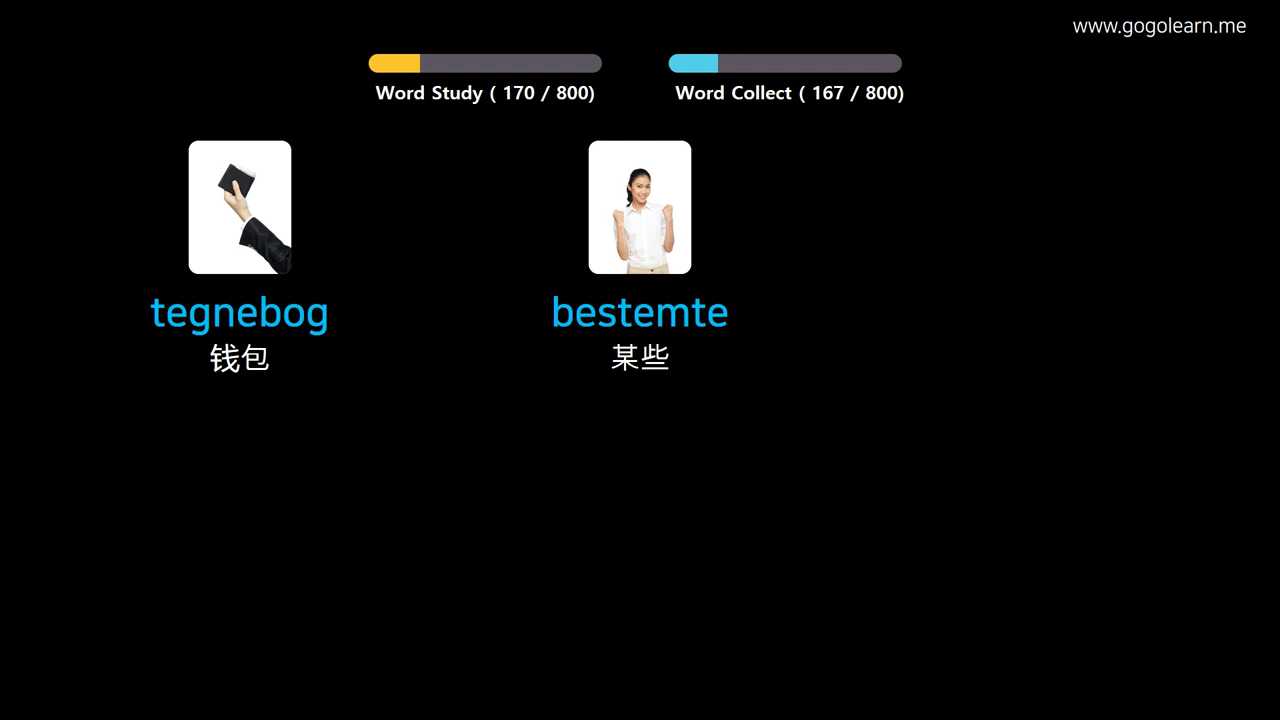 www.gogolearn.me
Word Study ( 170 / 800)
Word Collect ( 167 / 800)
tegnebog
钱包
bestemte
某些